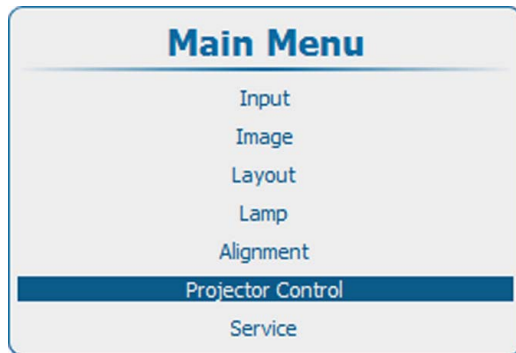 Main Menu
Input
Image
Layout
Lamp
Alignment
Projector Control
Service